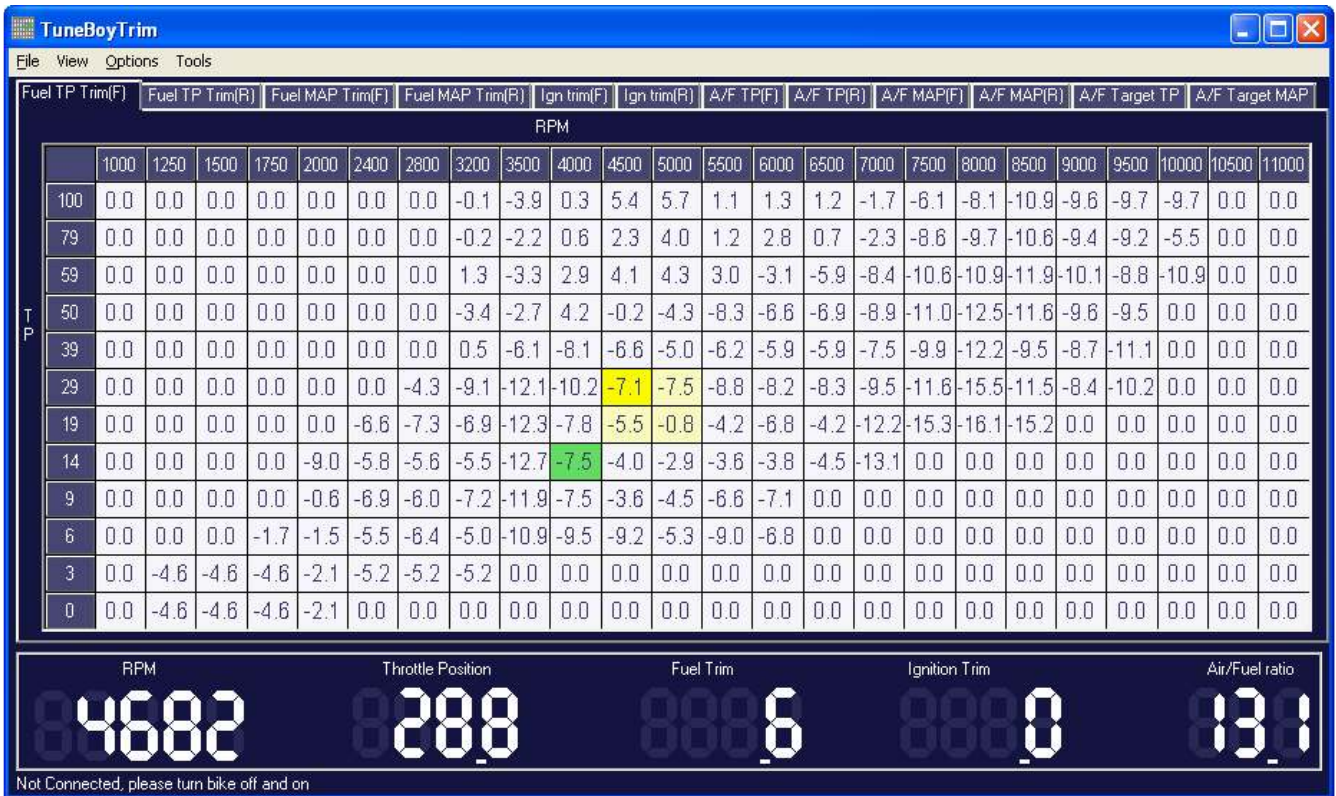 TuneBoyTrim
File View Options Tools
Fuel TP Trim(F) Fuel TP Trim(R) Fuel MAP Trim(F) Fuel MAP Trim(R) Ign trim(F) Ign trim(R) A/F TP(F) A/F TP(R) A/F MAP(F) A/F MAP(R) A/F Target TP A/F Target MAP
RPM
1000 1250 1500 1750 2000 2400 2800 3200 3500 4000 4500 5000 5500 6000 6500 7000 7500 8000 8500 9000 9500 10000 10500 11000
100 0.0 0.0 0.0 0.0 0.0 0.0 0.0 -0.1 -3.9 0.3 5.4 5.7 1.1 1.3 1.2 -1.7 -6.1 -8.1 -10.9 -9.6 -9.7 -9.7 0.0 0.0
79 0.0 0.0 0.0 0.0 0.0 0.0 0.0 -0.2 -2.2 0.6 2.3 4.0 1.2 2.8 0.7 -2.3 -8.6 -9.7 -10.6 -9.4 -9.2 -5.5 0.0 0.0
59 0.0 0.0 0.0 0.0 0.0 0.0 0.0 1.3 -3.3 2.9 4.1 4.3 3.0 -3.1 -5.9 -8.4 -10.6 -10.9 -11.9 -10.1 -8.8 -10.9 0.0 0.0
TP
50 0.0 0.0 0.0 0.0 0.0 0.0 0.0 -3.4 -2.7 4.2 -0.2 -4.3 -8.3 -6.6 -6.9 -8.9 -11.0 -12.5 -11.6 -9.6 -9.5 0.0 0.0 0.0
39 0.0 0.0 0.0 0.0 0.0 0.0 0.0 0.5 -6.1 -8.1 -6.6 -5.0 -6.2 -5.9 -5.9 -7.5 -9.9 -12.2 -9.5 -8.7 -11.1 0.0 0.0 0.0
29 0.0 0.0 0.0 0.0 0.0 0.0 -4.3 -9.1 -12.1 -10.2 -7.1 -7.5 -8.8 -8.2 -8.3 -9.5 -11.6 -15.5 -11.5 -8.4 -10.2 0.0 0.0 0.0
19 0.0 0.0 0.0 0.0 0.0 -6.6 -7.3 -6.9 -12.3 -7.8 -5.5 -0.8 -4.2 -6.8 -4.2 -12.2 -15.3 -16.1 -15.2 0.0 0.0 0.0 0.0 0.0
14 0.0 0.0 0.0 0.0 -9.0 -5.8 -5.6 -5.5 -12.7 -7.5 -4.0 -2.9 -3.6 -3.8 -4.5 -13.1 0.0 0.0 0.0 0.0 0.0 0.0 0.0 0.0
9 0.0 0.0 0.0 0.0 -0.6 -6.9 -6.0 -7.2 -11.9 -7.5 -3.6 -4.5 -6.6 -7.1 0.0 0.0 0.0 0.0 0.0 0.0 0.0 0.0 0.0 0.0
6 0.0 0.0 0.0 -1.7 -1.5 -5.5 -6.4 -5.0 -10.9 -9.5 -9.2 -5.3 -9.0 -6.8 0.0 0.0 0.0 0.0 0.0 0.0 0.0 0.0 0.0 0.0
3 0.0 -4.6 -4.6 -4.6 -2.1 -5.2 -5.2 -5.2 0.0 0.0 0.0 0.0 0.0 0.0 0.0 0.0 0.0 0.0 0.0 0.0 0.0 0.0 0.0 0.0
0 0.0 -4.6 -4.6 -4.6 -2.1 0.0 0.0 0.0 0.0 0.0 0.0 0.0 0.0 0.0 0.0 0.0 0.0 0.0 0.0 0.0 0.0 0.0 0.0 0.0
RPM Throttle Position Fuel Trim Ignition Trim Air/Fuel ratio
4682 28.8 .6 .0 13.1
Not Connected, please turn bike off and on